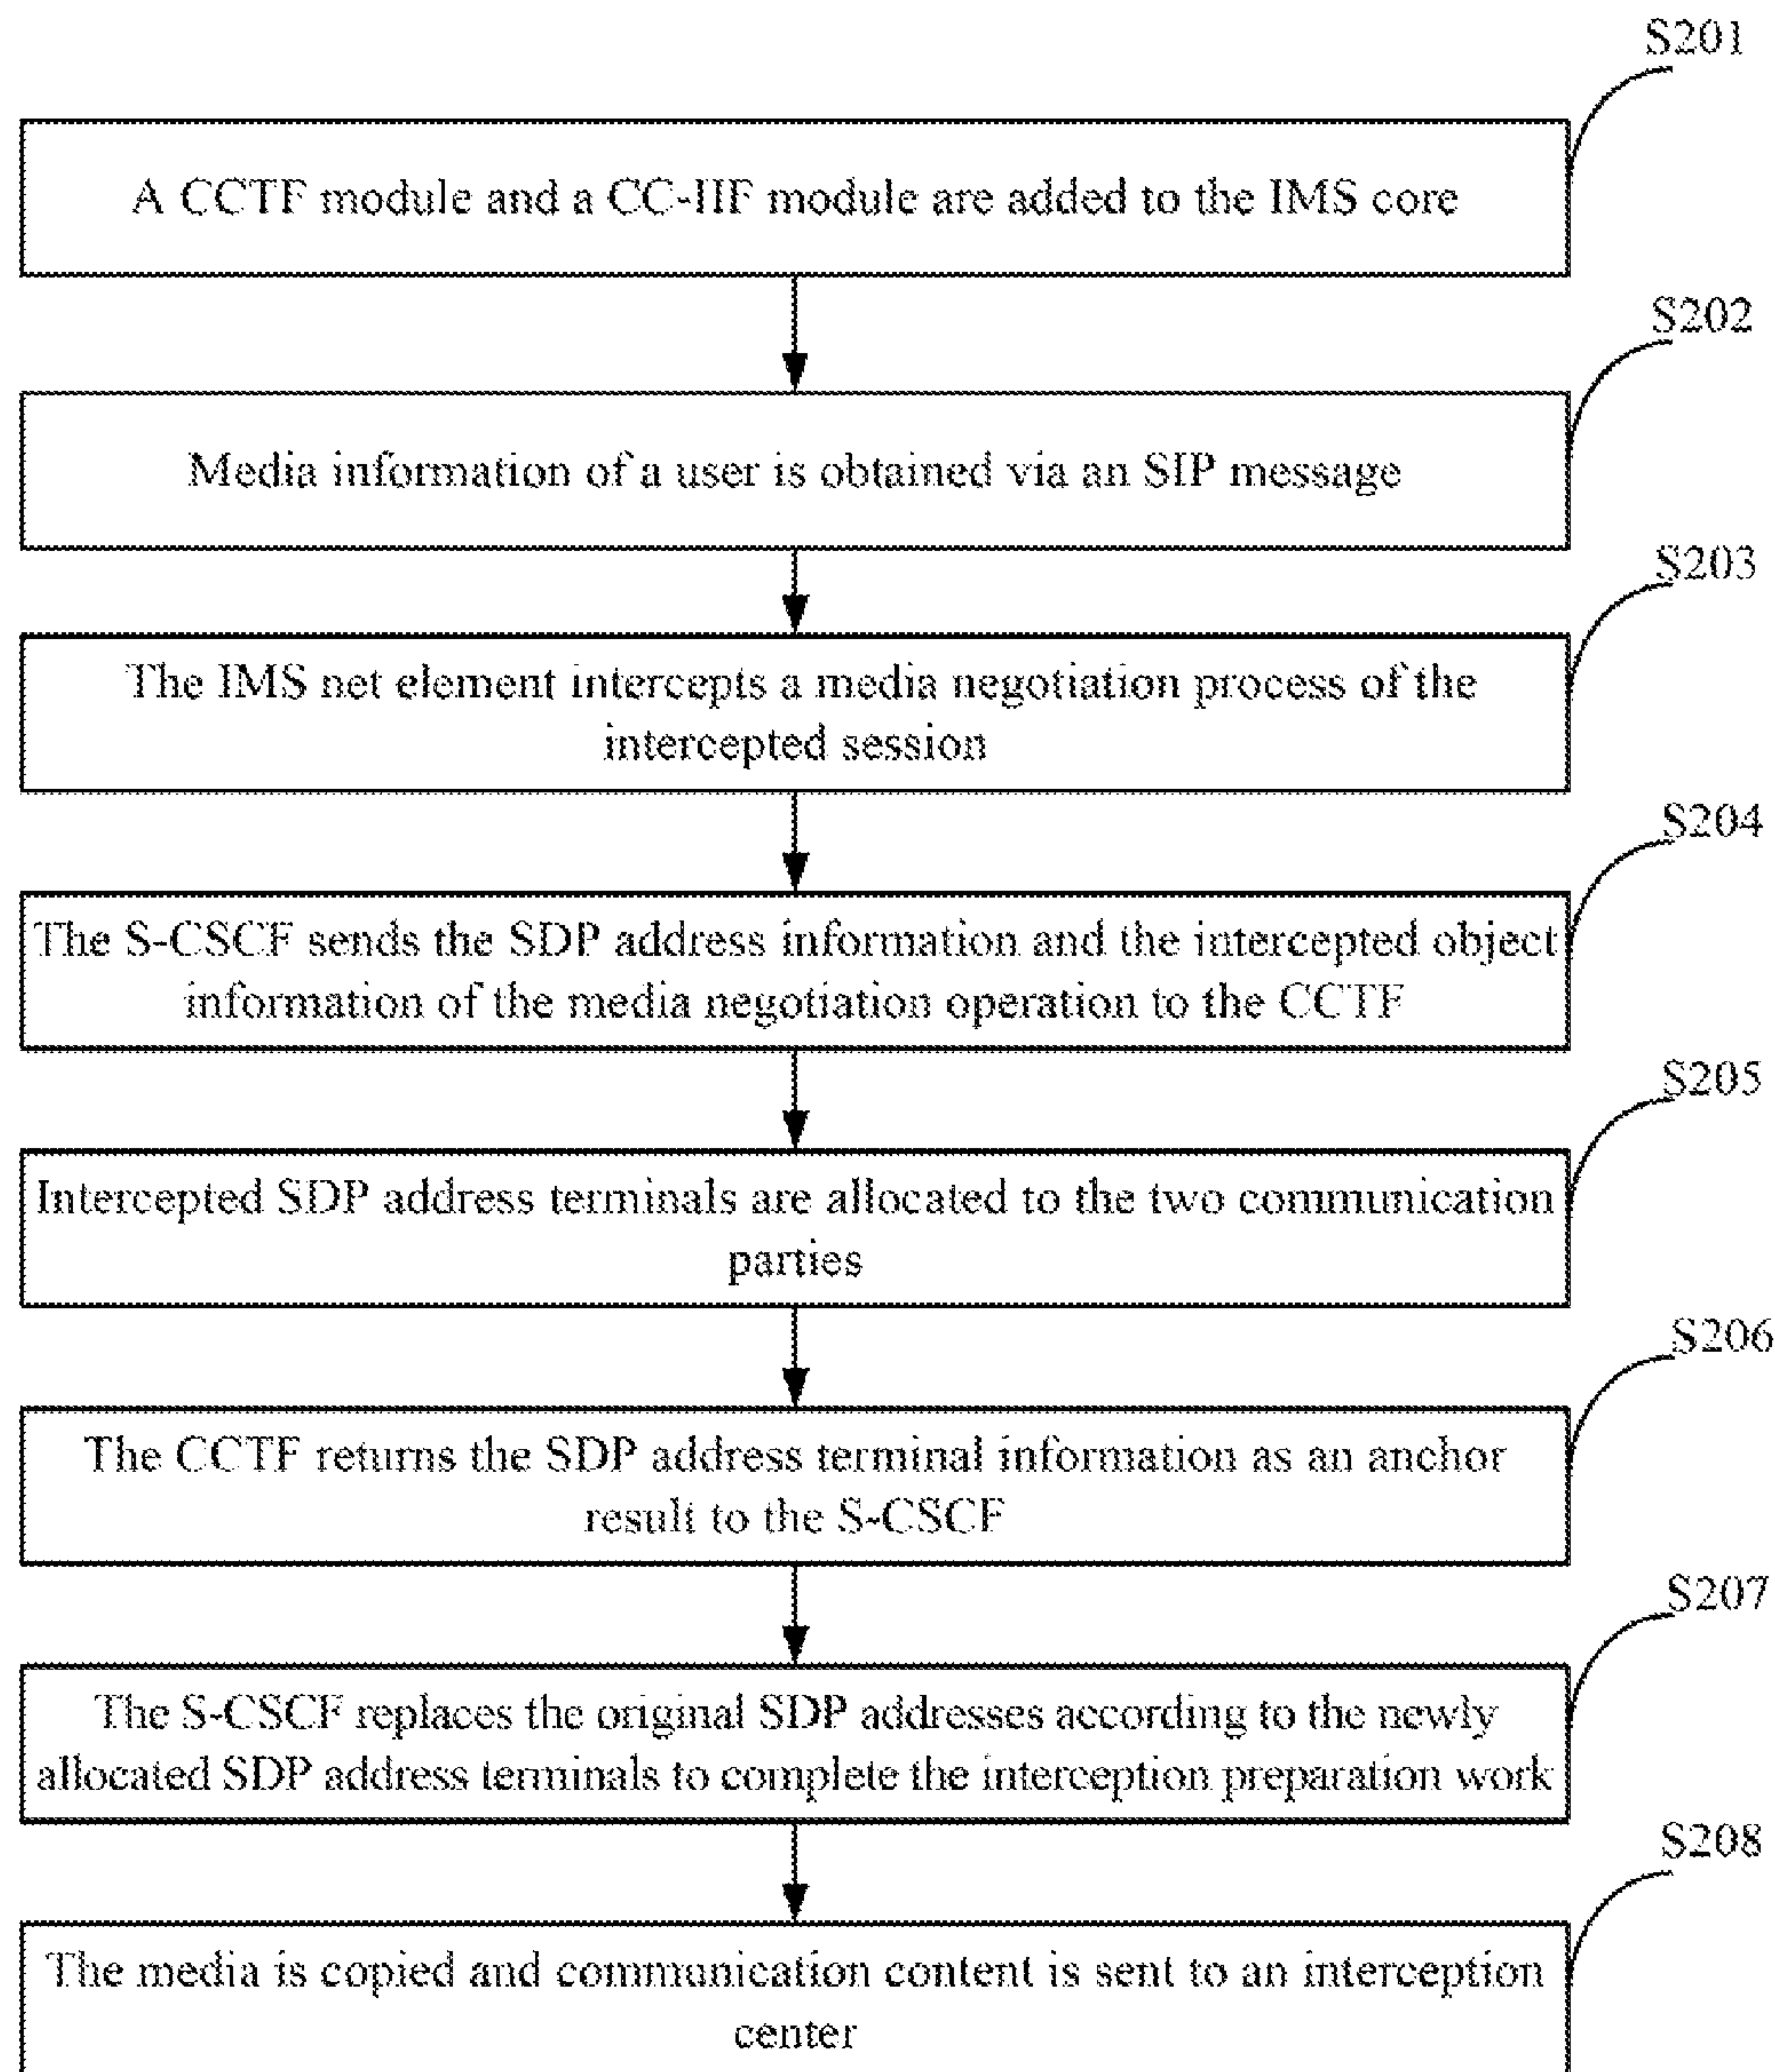 S201
A CCTF module and a CC-IIF module are added to the IMS core
S202
Media information of a user is obtained via an SIP message
S203
The IMS net element intercepts a media negotiation process of the
intercepted session
S204
The S-CSCF sends the SDP address information and the intercepted object
information of the media negotiation operation to the CCTF
S205
Intercepted SDP address terminals are allocated to the two communication
parties
S206
The CCTF returns the SDP address terminal information as an anchor
result to the S-CSCF
S207
The S-CSCF replaces the original SDP addresses according to the newly
allocated SDP address terminals to complete the interception preparation work
S208
The media is copied and communication content is sent to an interception
center